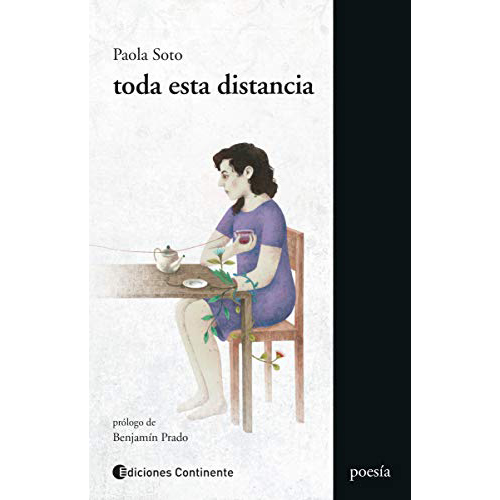 Paola Soto
toda esta distancia
prólogo de
Benjamín Prado
Ediciones Continente
poesía